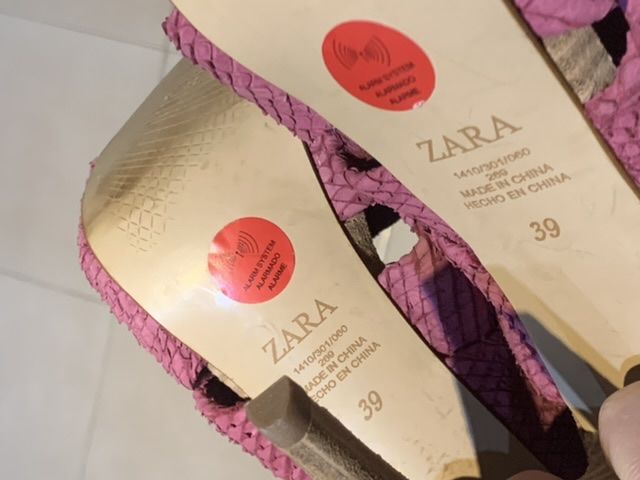 ALARM SYSTEM
ALARMADO
ALARME
ZARA
1410/301/060
269
MADE IN CHINA
HECHO EN CHINA
39
ALARM SYSTEM
ALARMADO
ALARME
ZARA
1410/301/060
269
MADE IN CHINA
HECHO EN CHINA
39